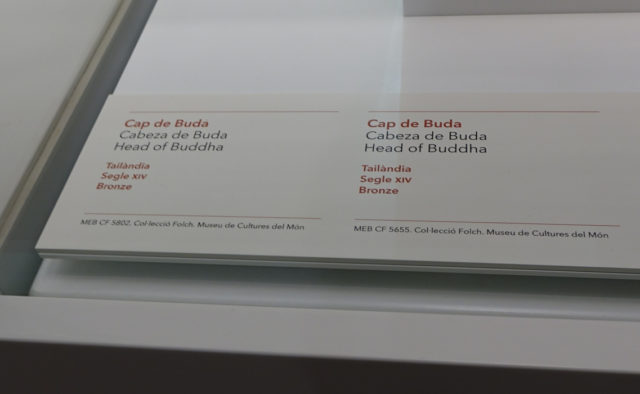 Cap de Buda
Cabeza de Buda
Head of Buddha
Tailàndia
Segle XIV
Bronze
MEB CF 5802. Col·lecció Folch. Museu de Cultures del Món
Cap de Buda
Cabeza de Buda
Head of Buddha
Tailàndia
Segle XIV
Bronze
MEB CF 5655. Col·lecció Folch. Museu de Cultures del Món